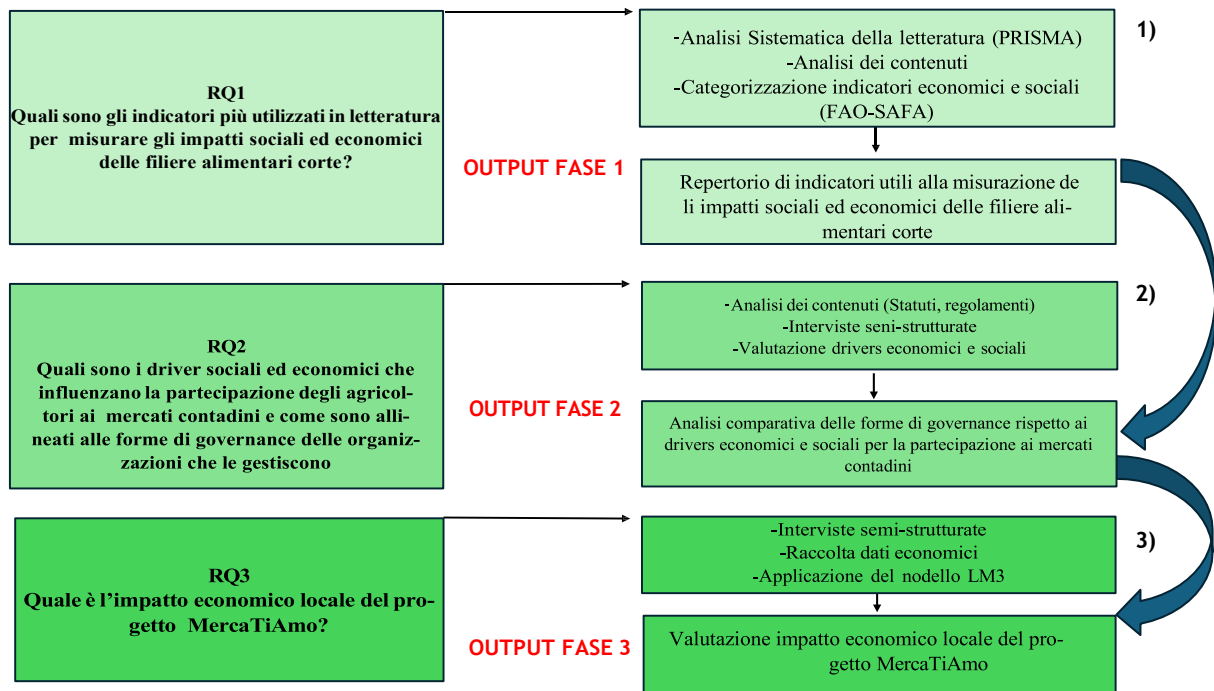 RQ1
Quali sono gli indicatori più utilizzati in letteratura
per misurare gli impatti sociali ed economici
delle filiere alimentari corte?
-Analisi Sistematica della letteratura (PRISMA)
-Analisi dei contenuti
-Categorizzazione indicatori economici e sociali
(FAO-SAFA)
1)
OUTPUT FASE 1
Repertorio di indicatori utili alla misurazione de
li impatti sociali ed economici delle filiere ali-
mentari corte
RQ2
Quali sono i driver sociali ed economici che
influenzano la partecipazione degli agricol-
tori ai mercati contadini e come sono alli-
neati alle forme di governance delle organiz-
zazioni che le gestiscono
-Analisi dei contenuti (Statuti, regolamenti)
-Interviste seni-strutturate
-Valutazione drivers economici e sociali
2)
OUTPUT FASE 2
Analisi comparativa delle forme di governance rispetto ai
drivers economici e sociali per la partecipazione ai mercati
contadini
RQ3
Quale è l'impatto economico locale del pro-
getto MercaTiAmo?
-Interviste semi-strutturate
-Raccolta dati economici
-Applicazione del nodello LM3
3)
OUTPUT FASE 3
Valutazione impatto economico locale del pro-
getto MercaTiAmo